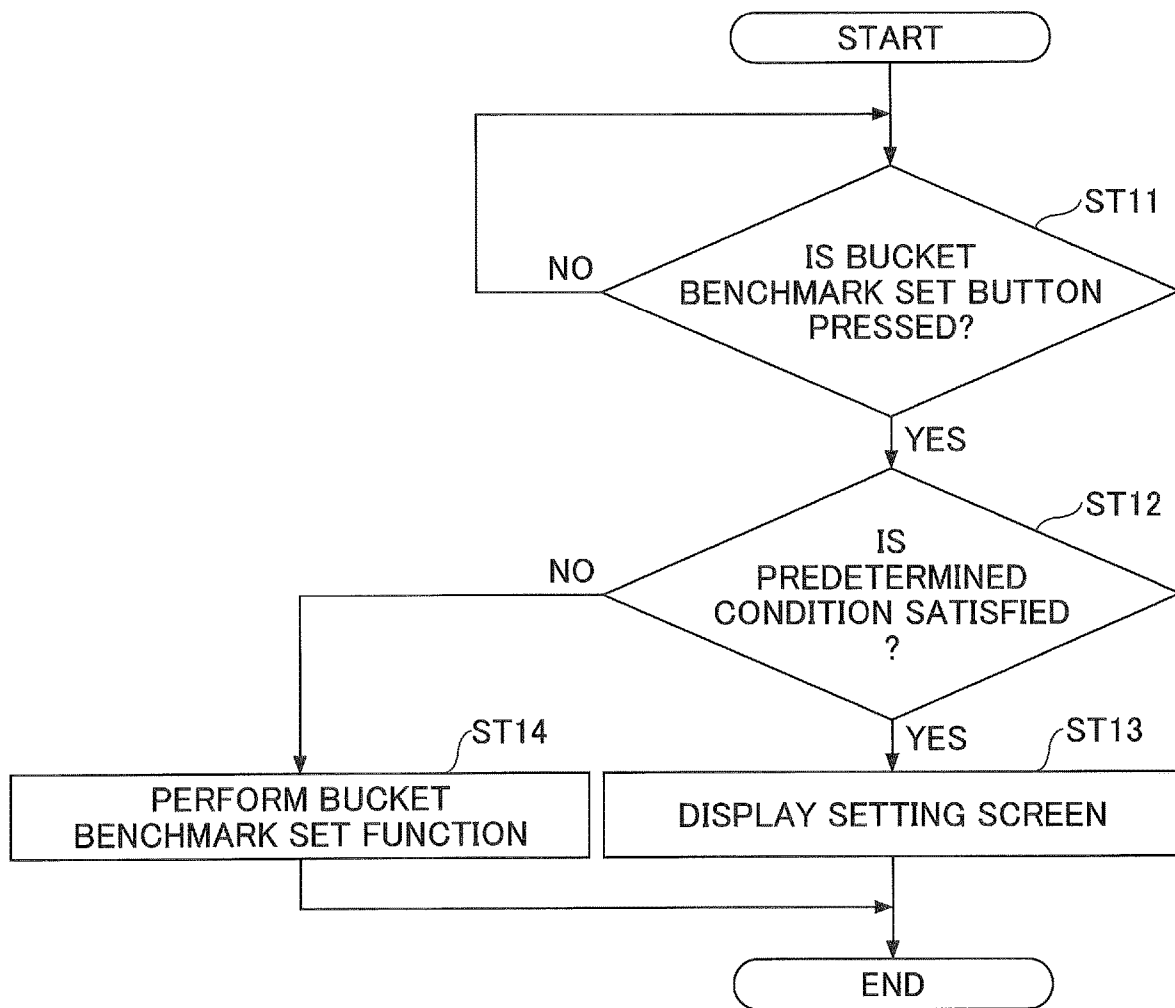 START
ST11
IS BUCKET
BENCHMARK SET BUTTON
PRESSED?
NO
YES
ST12
IS
PREDETERMINED
CONDITION SATISFIED
?
NO
YES
ST14
PERFORM BUCKET
BENCHMARK SET FUNCTION
ST13
DISPLAY SETTING SCREEN
END